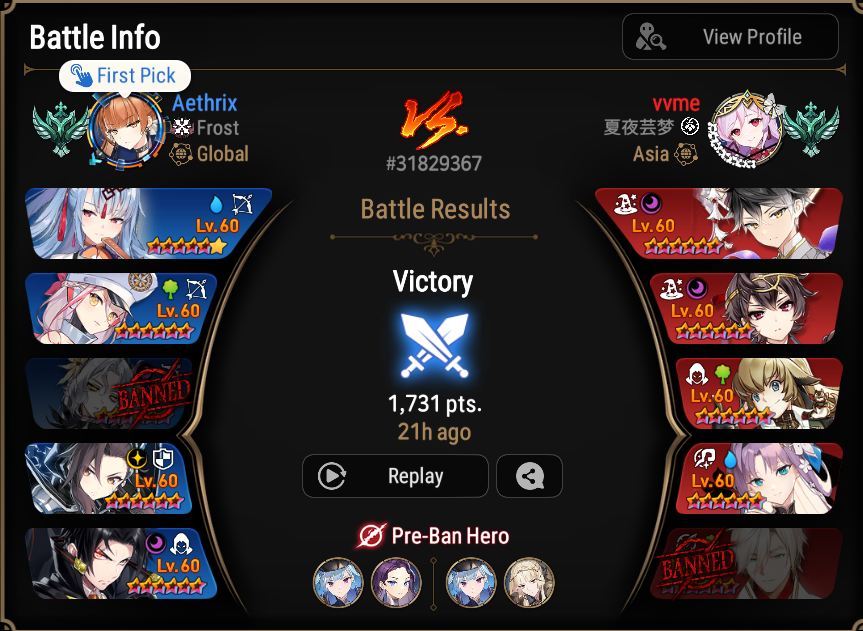 Battle Info
View Profile
First Pick
Aethrix
Frost
Global
VS.
#31829367
vvme
夏夜芸梦
Asia
Battle Results
Victory
1,731 pts.
21h ago
Replay
Pre-Ban Hero
Lv.60
Lv.60
BANNED
Lv.60
Lv.60
Lv.60
Lv.60
Lv.60
Lv.60
BANNED